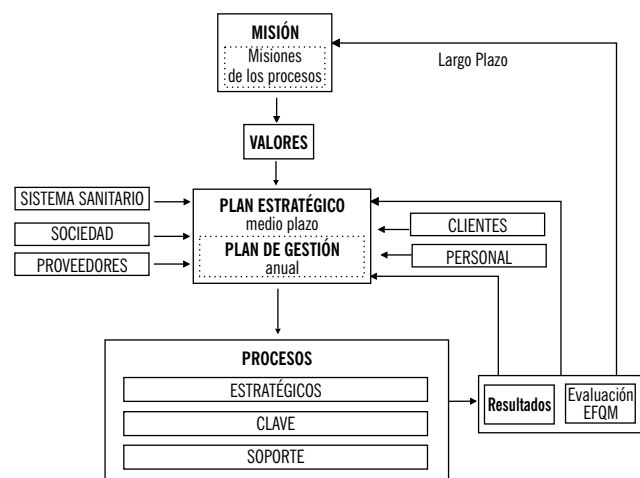 MISIÓN
Misiones
de los procesos
Largo Plazo
VALORES
SISTEMA SANITARIO
SOCIEDAD
PROVEEDORES
PLAN ESTRATÉGICO
medio plazo
PLAN DE GESTIÓN
anual
CLIENTES
PERSONAL
PROCESOS
ESTRATÉGICOS
CLAVE
SOPORTE
Resultados
Evaluación
EFQM